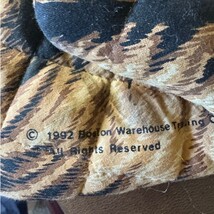 © 1992 Boston Warehouse Trading C
All Rights Reserved